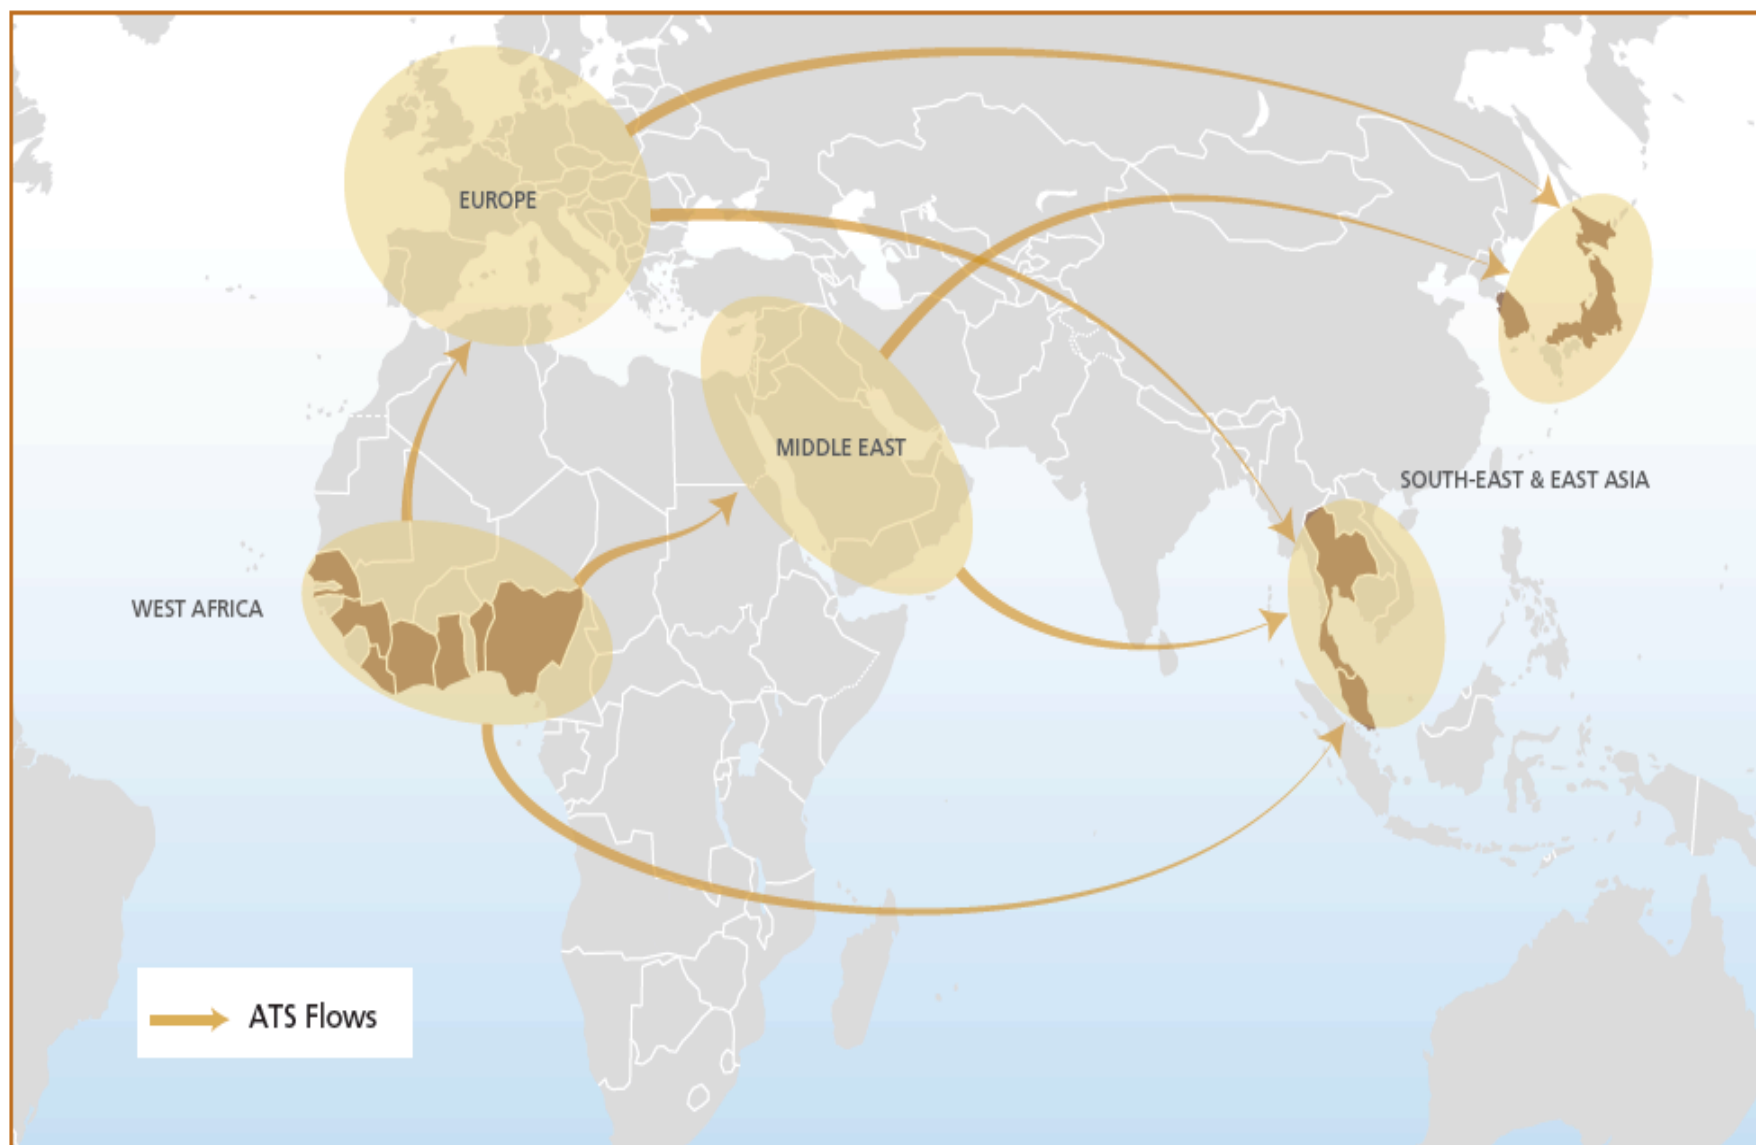 EUROPE
MIDDLE EAST
SOUTH-EAST & EAST ASIA
WEST AFRICA
ATS Flows